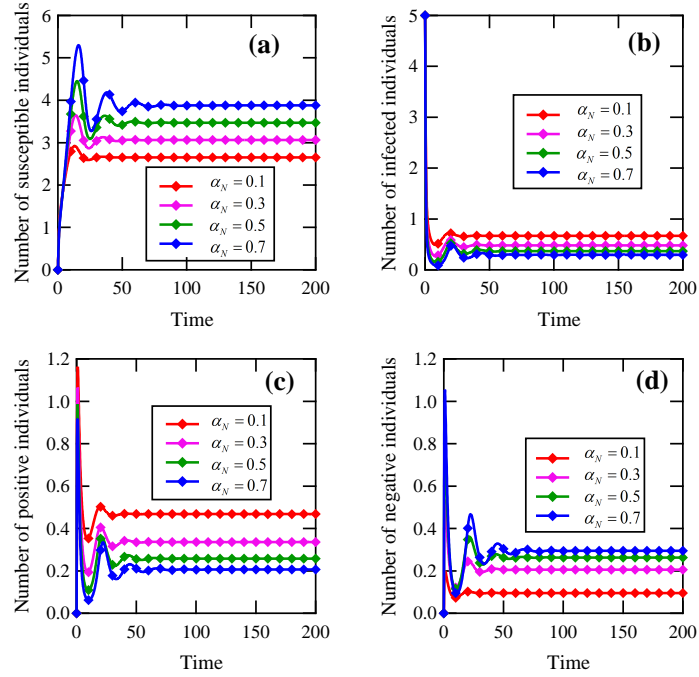 (a)
Number of susceptible individuals
6
5
4
3
2
1
0
α_N = 0.1
α_N = 0.3
α_N = 0.5
α_N = 0.7
0 50 100 150 200
Time
(b)
Number of infected individuals
5
4
3
2
1
0
α_N = 0.1
α_N = 0.3
α_N = 0.5
α_N = 0.7
0 50 100 150 200
Time
(c)
Number of positive individuals
1.2
1.0
0.8
0.6
0.4
0.2
0.0
α_N = 0.1
α_N = 0.3
α_N = 0.5
α_N = 0.7
0 50 100 150 200
Time
(d)
Number of negative individuals
1.2
1.0
0.8
0.6
0.4
0.2
0.0
α_N = 0.1
α_N = 0.3
α_N = 0.5
α_N = 0.7
0 50 100 150 200
Time